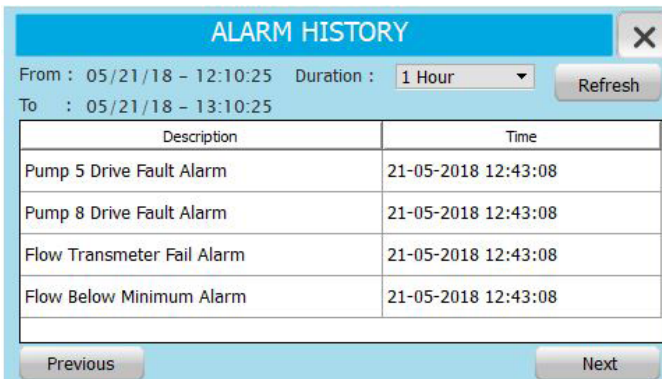 ALARM HISTORY
From : 05/21/18 - 12:10:25 Duration : 1 Hour Refresh
To : 05/21/18 - 13:10:25
Description Time
Pump 5 Drive Fault Alarm 21-05-2018 12:43:08
Pump 8 Drive Fault Alarm 21-05-2018 12:43:08
Flow Transmeter Fail Alarm 21-05-2018 12:43:08
Flow Below Minimum Alarm 21-05-2018 12:43:08
Previous Next